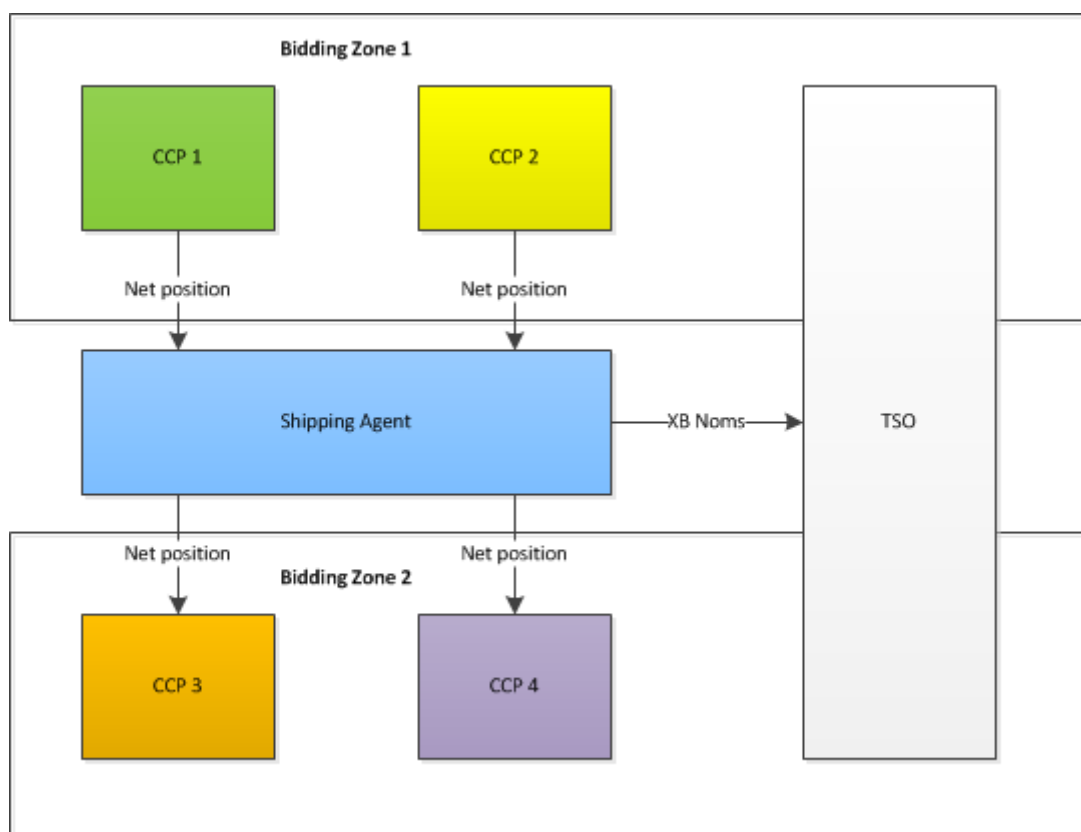 Bidding Zone 1
CCP 1
CCP 2
Net position
Net position
Shipping Agent
XB Noms
TSO
Net position
Net position
Bidding Zone 2
CCP 3
CCP 4